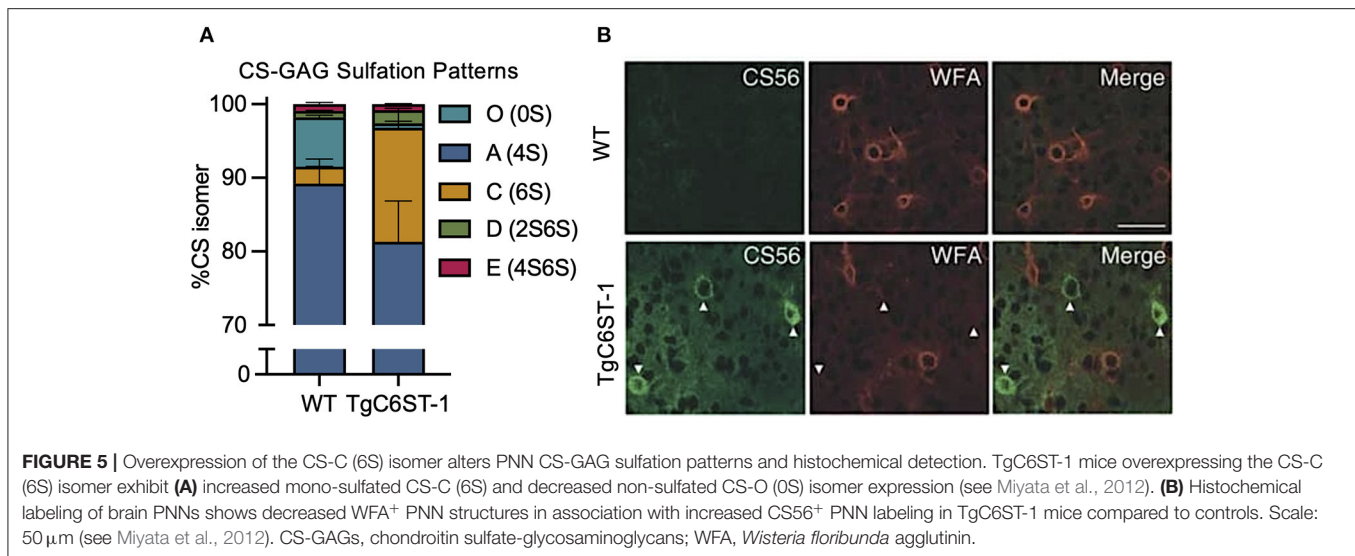 A
CS-GAG Sulfation Patterns
100
90
80
70
0
%CS isomer
WT TgC6ST-1
O (0S)
A (4S)
C (6S)
D (2S6S)
E (4S6S)
B
WT
CS56 WFA Merge
TgC6ST-1
CS56 WFA Merge
FIGURE 5 | Overexpression of the CS-C (6S) isomer alters PNN CS-GAG sulfation patterns and histochemical detection. TgC6ST-1 mice overexpressing the CS-C
(6S) isomer exhibit (A) increased mono-sulfated CS-C (6S) and decreased non-sulfated CS-O (0S) isomer expression (see Miyata et al., 2012). (B) Histochemical
labeling of brain PNNs shows decreased WFA+ PNN structures in association with increased CS56+ PNN labeling in TgC6ST-1 mice compared to controls. Scale:
50 μm (see Miyata et al., 2012). CS-GAGs, chondroitin sulfate-glycosaminoglycans; WFA, Wisteria floribunda agglutinin.